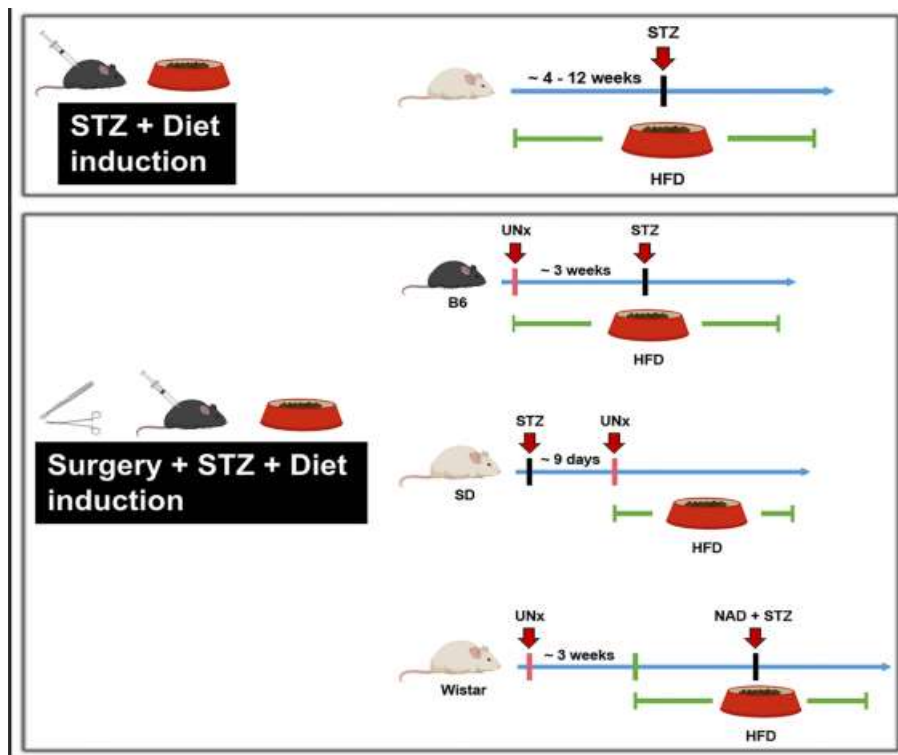 STZ + Diet
induction
STZ
~ 4 - 12 weeks
HFD
Surgery + STZ + Diet
induction
UNx
STZ
~ 3 weeks
B6
HFD
STZ
UNx
~ 9 days
SD
HFD
UNx
NAD + STZ
~ 3 weeks
Wistar
HFD